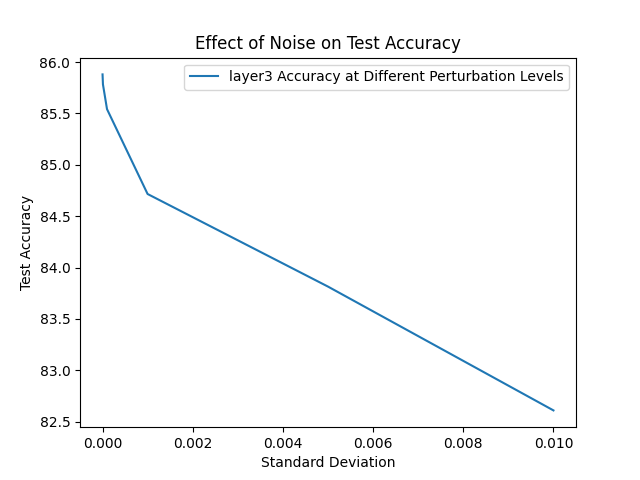 Effect of Noise on Test Accuracy
layer3 Accuracy at Different Perturbation Levels
86.0
85.5
85.0
84.5
84.0
83.5
83.0
82.5
Test Accuracy
0.000 0.002 0.004 0.006 0.008 0.010
Standard Deviation